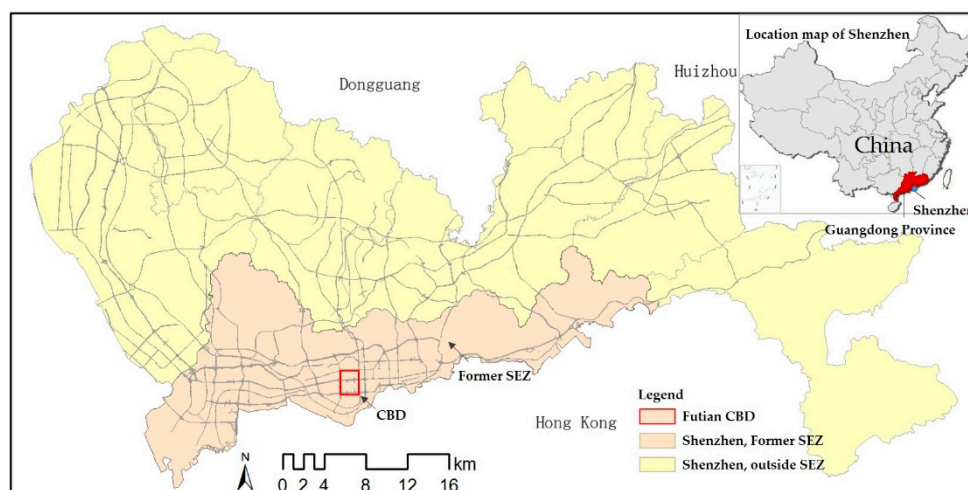 Location map of Shenzhen
Dongguang
Huizhou
China
Shenzhen
Guangdong Province
Former SEZ
CBD
Hong Kong
Legend
Futian CBD
Shenzhen, Former SEZ
Shenzhen, outside SEZ
N
km
0 2 4 8 12 16